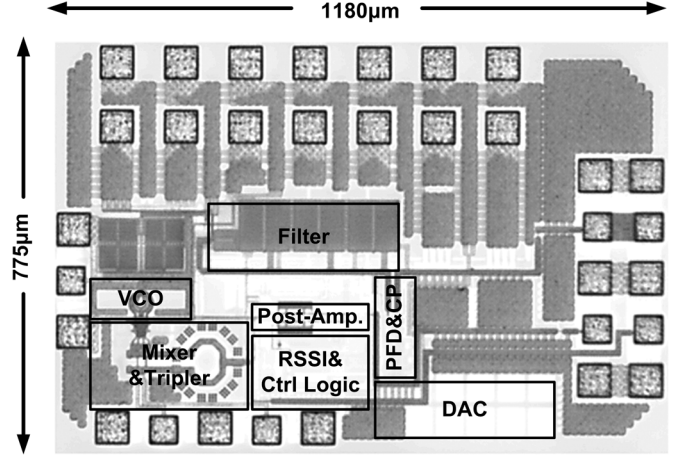 1180μm
775μm
Filter
VCO
Post-Amp.
PFD&CP
Mixer
&Tripler
RSSI&
Ctrl Logic
DAC